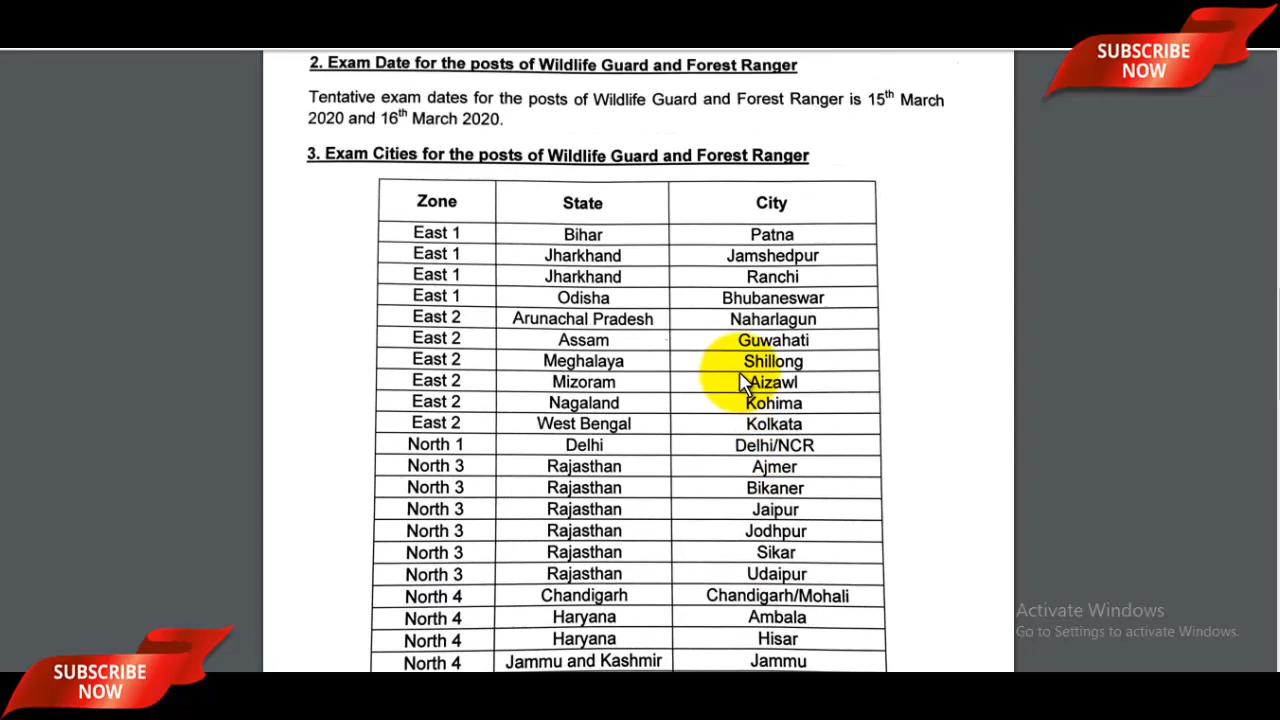 SUBSCRIBE
NOW
2. Exam Date for the posts of Wildlife Guard and Forest Ranger
Tentative exam dates for the posts of Wildlife Guard and Forest Ranger is 15th March
2020 and 16th March 2020.
3. Exam Cities for the posts of Wildlife Guard and Forest Ranger
Zone State City
East 1 Bihar Patna
East 1 Jharkhand Jamshedpur
East 1 Jharkhand Ranchi
East 1 Odisha Bhubaneswar
East 2 Arunachal Pradesh Naharlagun
East 2 Assam Guwahati
East 2 Meghalaya Shillong
East 2 Mizoram Aizawl
East 2 Nagaland Kohima
East 2 West Bengal Kolkata
North 1 Delhi Delhi/NCR
North 3 Rajasthan Ajmer
North 3 Rajasthan Bikaner
North 3 Rajasthan Jaipur
North 3 Rajasthan Jodhpur
North 3 Rajasthan Sikar
North 3 Rajasthan Udaipur
North 4 Chandigarh Chandigarh/Mohali
North 4 Haryana Ambala
North 4 Haryana Hisar
North 4 Jammu and Kashmir Jammu
Activate Windows
Go to Settings to activate Windows.
SUBSCRIBE
NOW